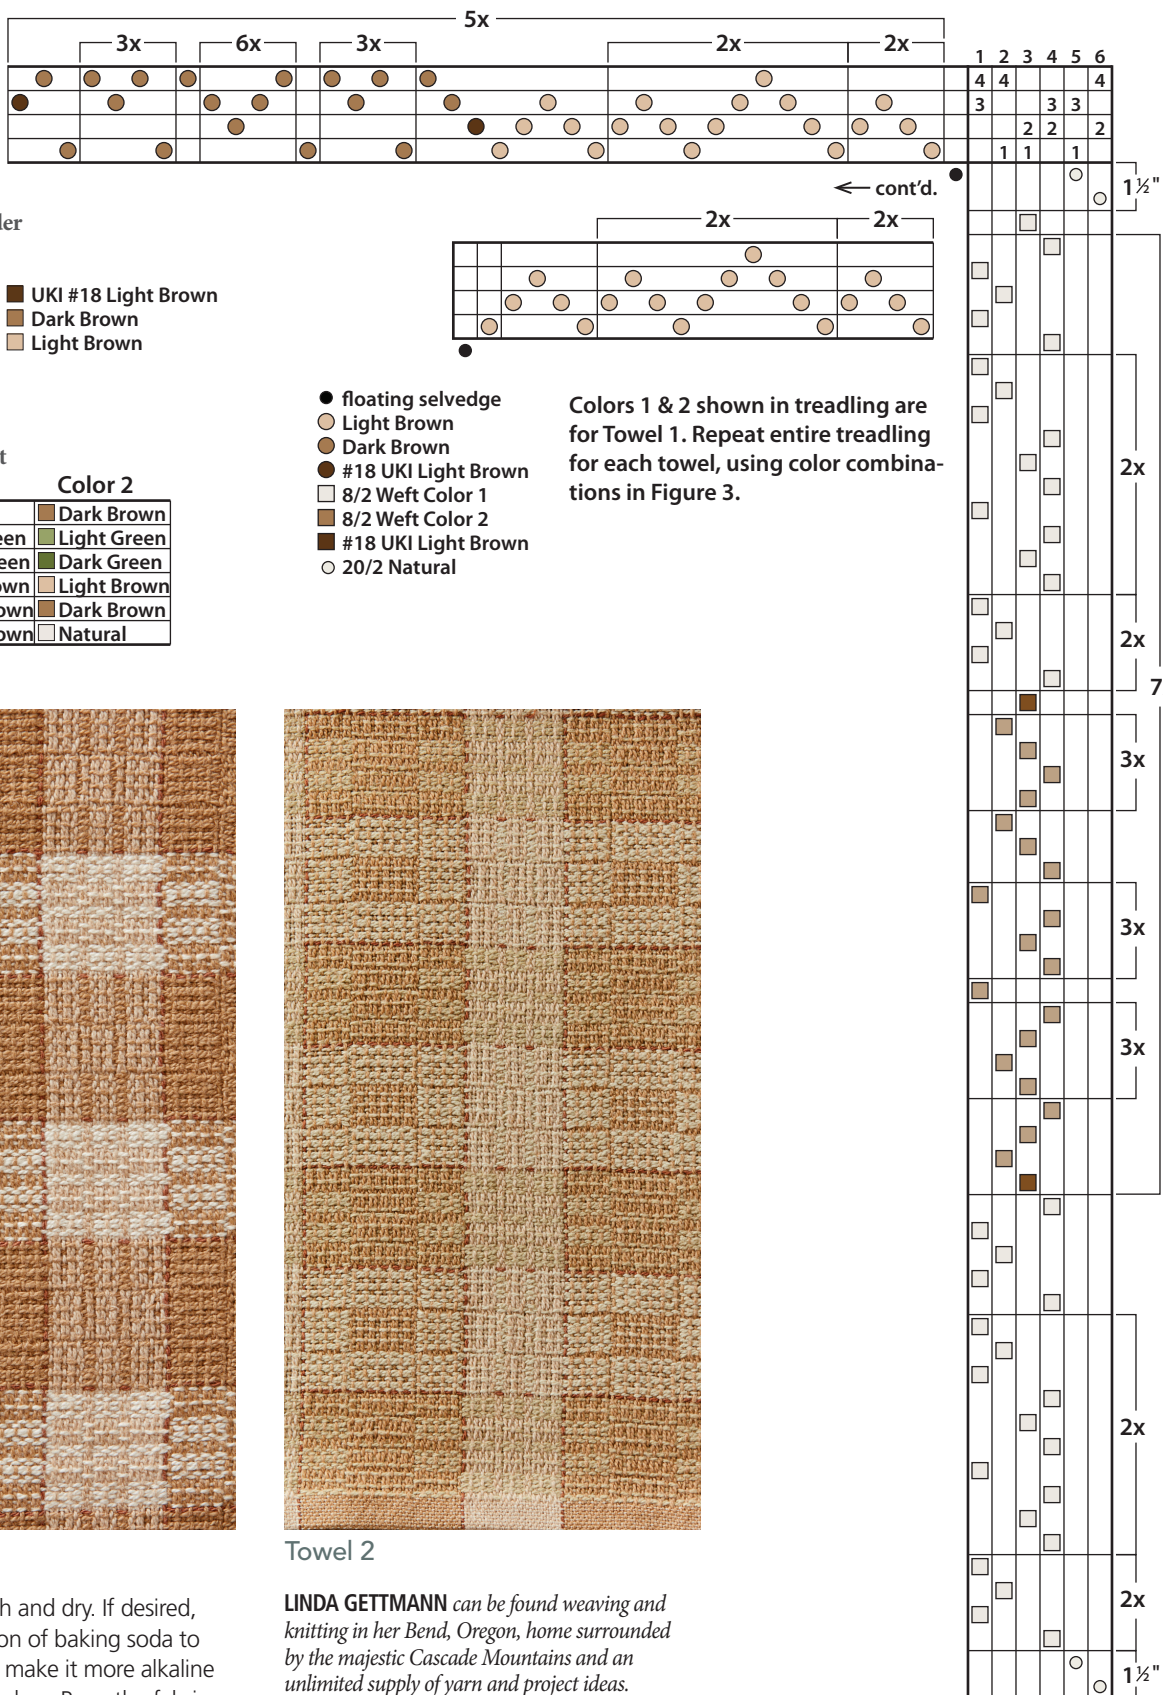 5x
3x 6x 3x 2x 2x
1 2 3 4 5 6
4 4 4
3 3 3
2 2 2
1 1 1
cont'd.
1½"
der
2x 2x
UKI #18 Light Brown
Dark Brown
Light Brown
floating selvedge
Light Brown
Dark Brown
#18 UKI Light Brown
8/2 Weft Color 1
8/2 Weft Color 2
#18 UKI Light Brown
20/2 Natural
Colors 1 & 2 shown in treadling are
for Towel 1. Repeat entire treadling
for each towel, using color combina-
tions in Figure 3.
t
Color 2
Dark Brown
een Light Green
een Dark Green
own Light Brown
own Dark Brown
own Natural
2x
2x
7
3x
3x
3x
2x
2x
1½"
Towel 2
h and dry. If desired,
on of baking soda to
make it more alkaline
LINDA GETTMANN can be found weaving and
knitting in her Bend, Oregon, home surrounded
by the majestic Cascade Mountains and an
unlimited supply of yarn and project ideas.